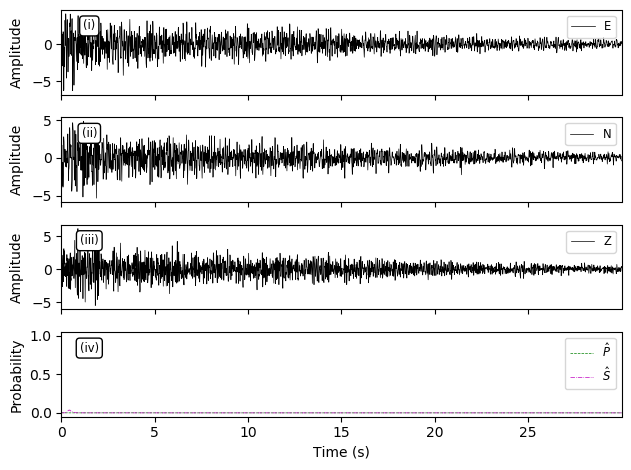 (i)
E
Amplitude
0
−5
(ii)
N
Amplitude
5
0
−5
(iii)
Z
Amplitude
5
0
−5
(iv)
P̂
Ŝ
Probability
1.0
0.5
0.0
0 5 10 15 20 25
Time (s)